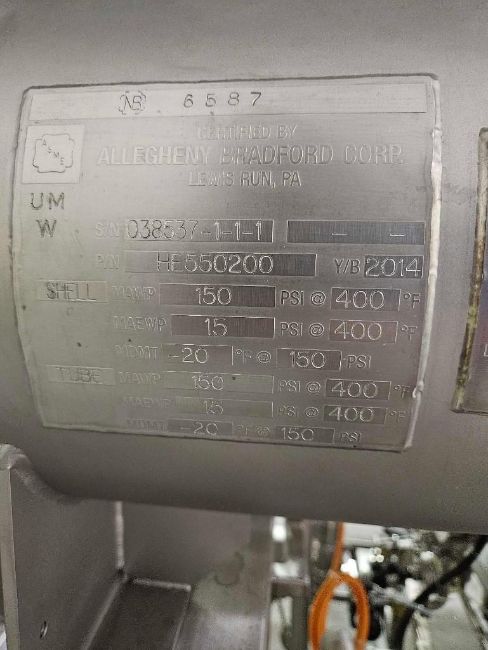 NB 6587
CERTIFIED BY
ALLEGHENY BRADFORD CORP.
LEWIS RUN, PA
ASME
UM
W
S/N 038537-1-1-1 — —
P/N HE550200 Y/B 2014
SHELL MAWP 150 PSI @ 400 °F
MAEWP 15 PSI @ 400 °F
MDMT -20 °F @ 150 PSI
TUBE MAWP 150 PSI @ 400 °F
MAEWP 15 PSI @ 400 °F
MDMT -20 °F @ 150 PSI